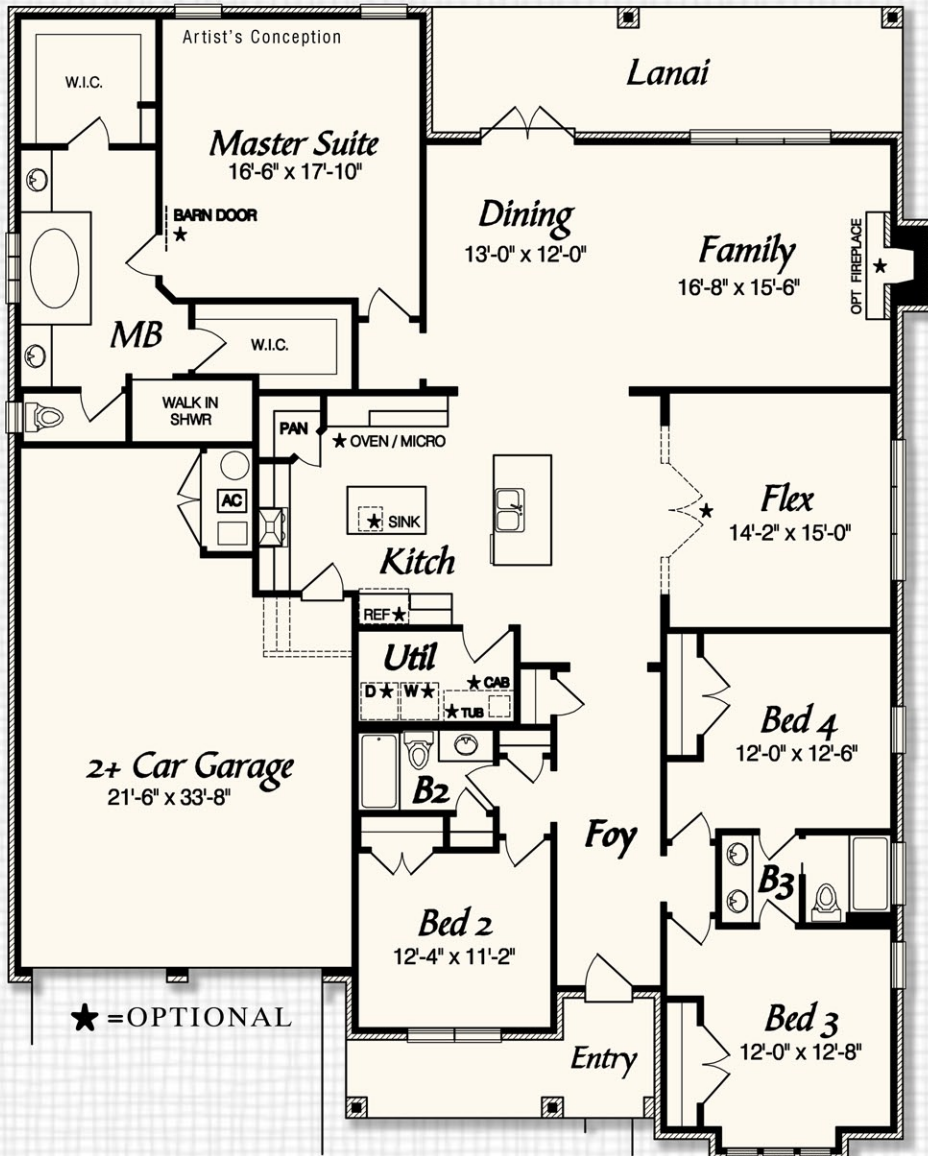 Artist's Conception
Lanai
W.I.C.
Master Suite
16'-6" x 17'-10"
BARN DOOR
★
Dining
13'-0" x 12'-0"
Family
16'-8" x 15'-6"
OPT FIREPLACE
★
MB
W.I.C.
WALK IN
SHWR
PAN
★ OVEN / MICRO
AC
★ SINK
Kitch
Flex
14'-2" x 15'-0"
★
REF★
Util
D★ W★
★ CAB
★TUB
Bed 4
12'-0" x 12'-6"
2+ Car Garage
21'-6" x 33'-8"
B2
Foy
B3
Bed 2
12'-4" x 11'-2"
Bed 3
12'-0" x 12'-8"
★ =OPTIONAL
Entry